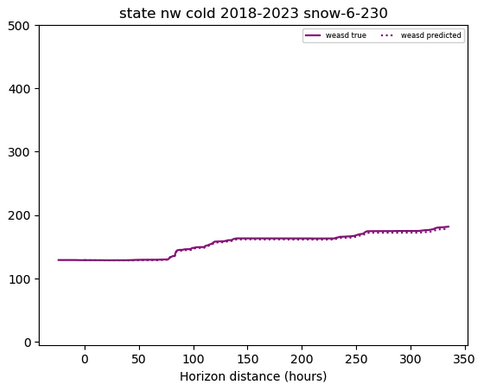 state nw cold 2018-2023 snow-6-230
weasd true weasd predicted
500
400
300
200
100
0
0 50 100 150 200 250 300 350
Horizon distance (hours)